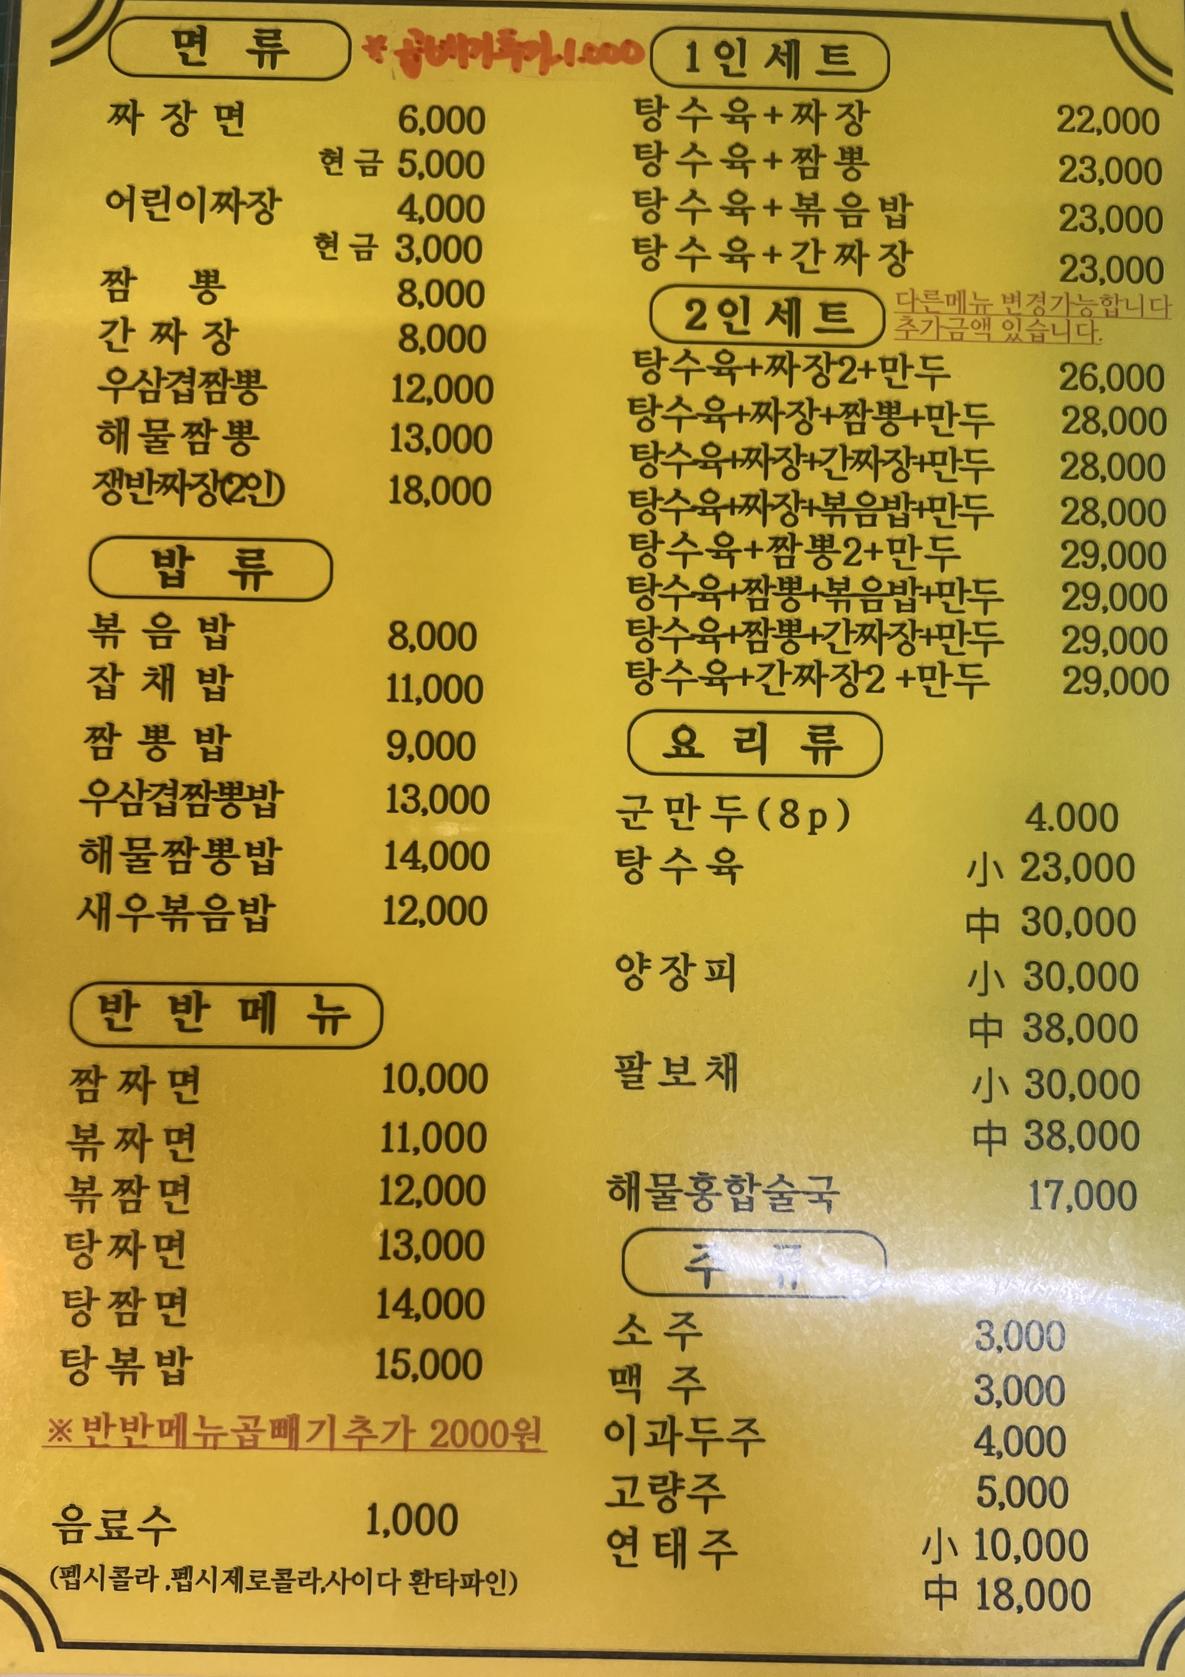 면 류
※ 곱빼기추가.1.000
짜 장 면 6,000
현금 5,000
어린이짜장 4,000
현금 3,000
짬 뽕 8,000
간 짜 장 8,000
우삼겹짬뽕 12,000
해물짬뽕 13,000
쟁반짜장(2인) 18,000
밥 류
볶 음 밥 8,000
잡 채 밥 11,000
짬 뽕 밥 9,000
우삼겹짬뽕밥 13,000
해물짬뽕밥 14,000
새우볶음밥 12,000
반 반 메 뉴
짬 짜 면 10,000
볶 짜 면 11,000
볶 짬 면 12,000
탕 짜 면 13,000
탕 짬 면 14,000
탕 볶 밥 15,000
※반반메뉴곱빼기추가 2000원
음료수 1,000
(펩시콜라 .펩시제로콜라,사이다 환타파인)
1인세트
탕수육+짜장 22,000
탕수육+짬뽕 23,000
탕수육+볶음밥 23,000
탕수육+간짜장 23,000
2인세트
다른메뉴 변경가능합니다
추가금액 있습니다.
탕수육+짜장2+만두 26,000
탕수육+짜장+짬뽕+만두 28,000
탕수육+짜장+간짜장+만두 28,000
탕수육+짜장+볶음밥+만두 28,000
탕수육+짬뽕2+만두 29,000
탕수육+짬뽕+볶음밥+만두 29,000
탕수육+짬뽕+간짜장+만두 29,000
탕수육+간짜장2 +만두 29,000
요 리 류
군만두(8p) 4.000
탕수육 小 23,000
中 30,000
양장피 小 30,000
中 38,000
팔보채 小 30,000
中 38,000
해물홍합술국 17,000
주 류
소 주 3,000
맥 주 3,000
이과두주 4,000
고량주 5,000
연태주 小 10,000
中 18,000